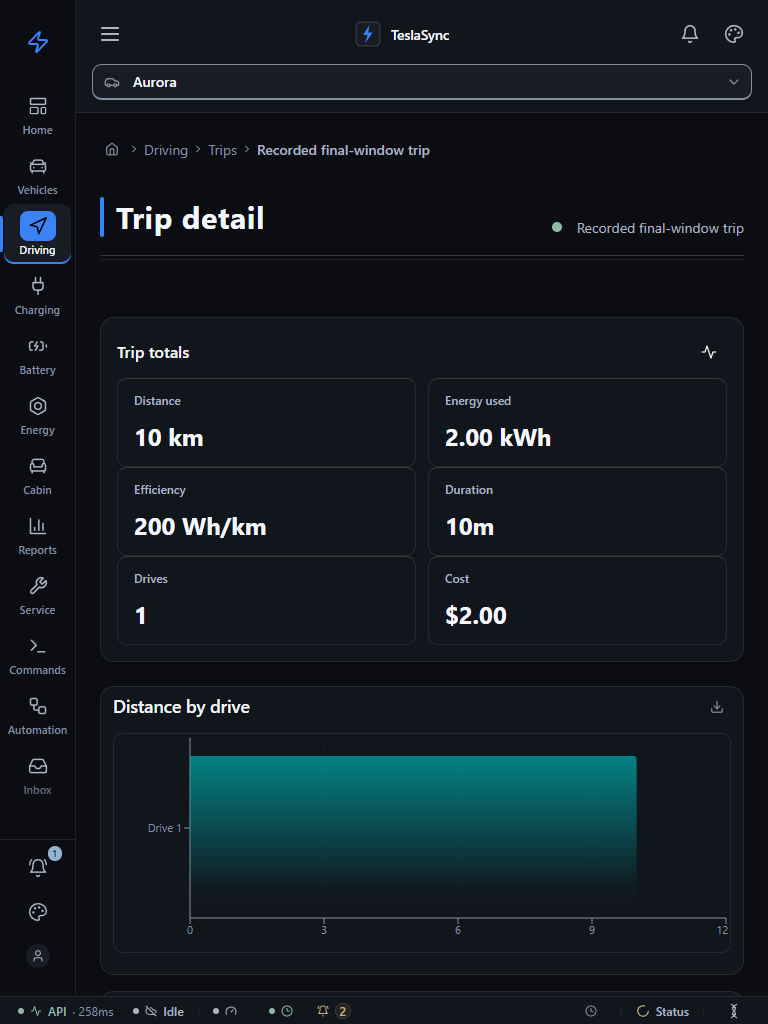 TeslaSync
Aurora
Home
Vehicles
Driving
Charging
Battery
Energy
Cabin
Reports
Service
Commands
Automation
Inbox
1
Driving
Trips
Recorded final-window trip
Trip detail
Recorded final-window trip
Trip totals
Distance
10 km
Energy used
2.00 kWh
Efficiency
200 Wh/km
Duration
10m
Drives
1
Cost
$2.00
Distance by drive
Drive 1
0 3 6 9 12
API · 258ms
Idle
2
Status